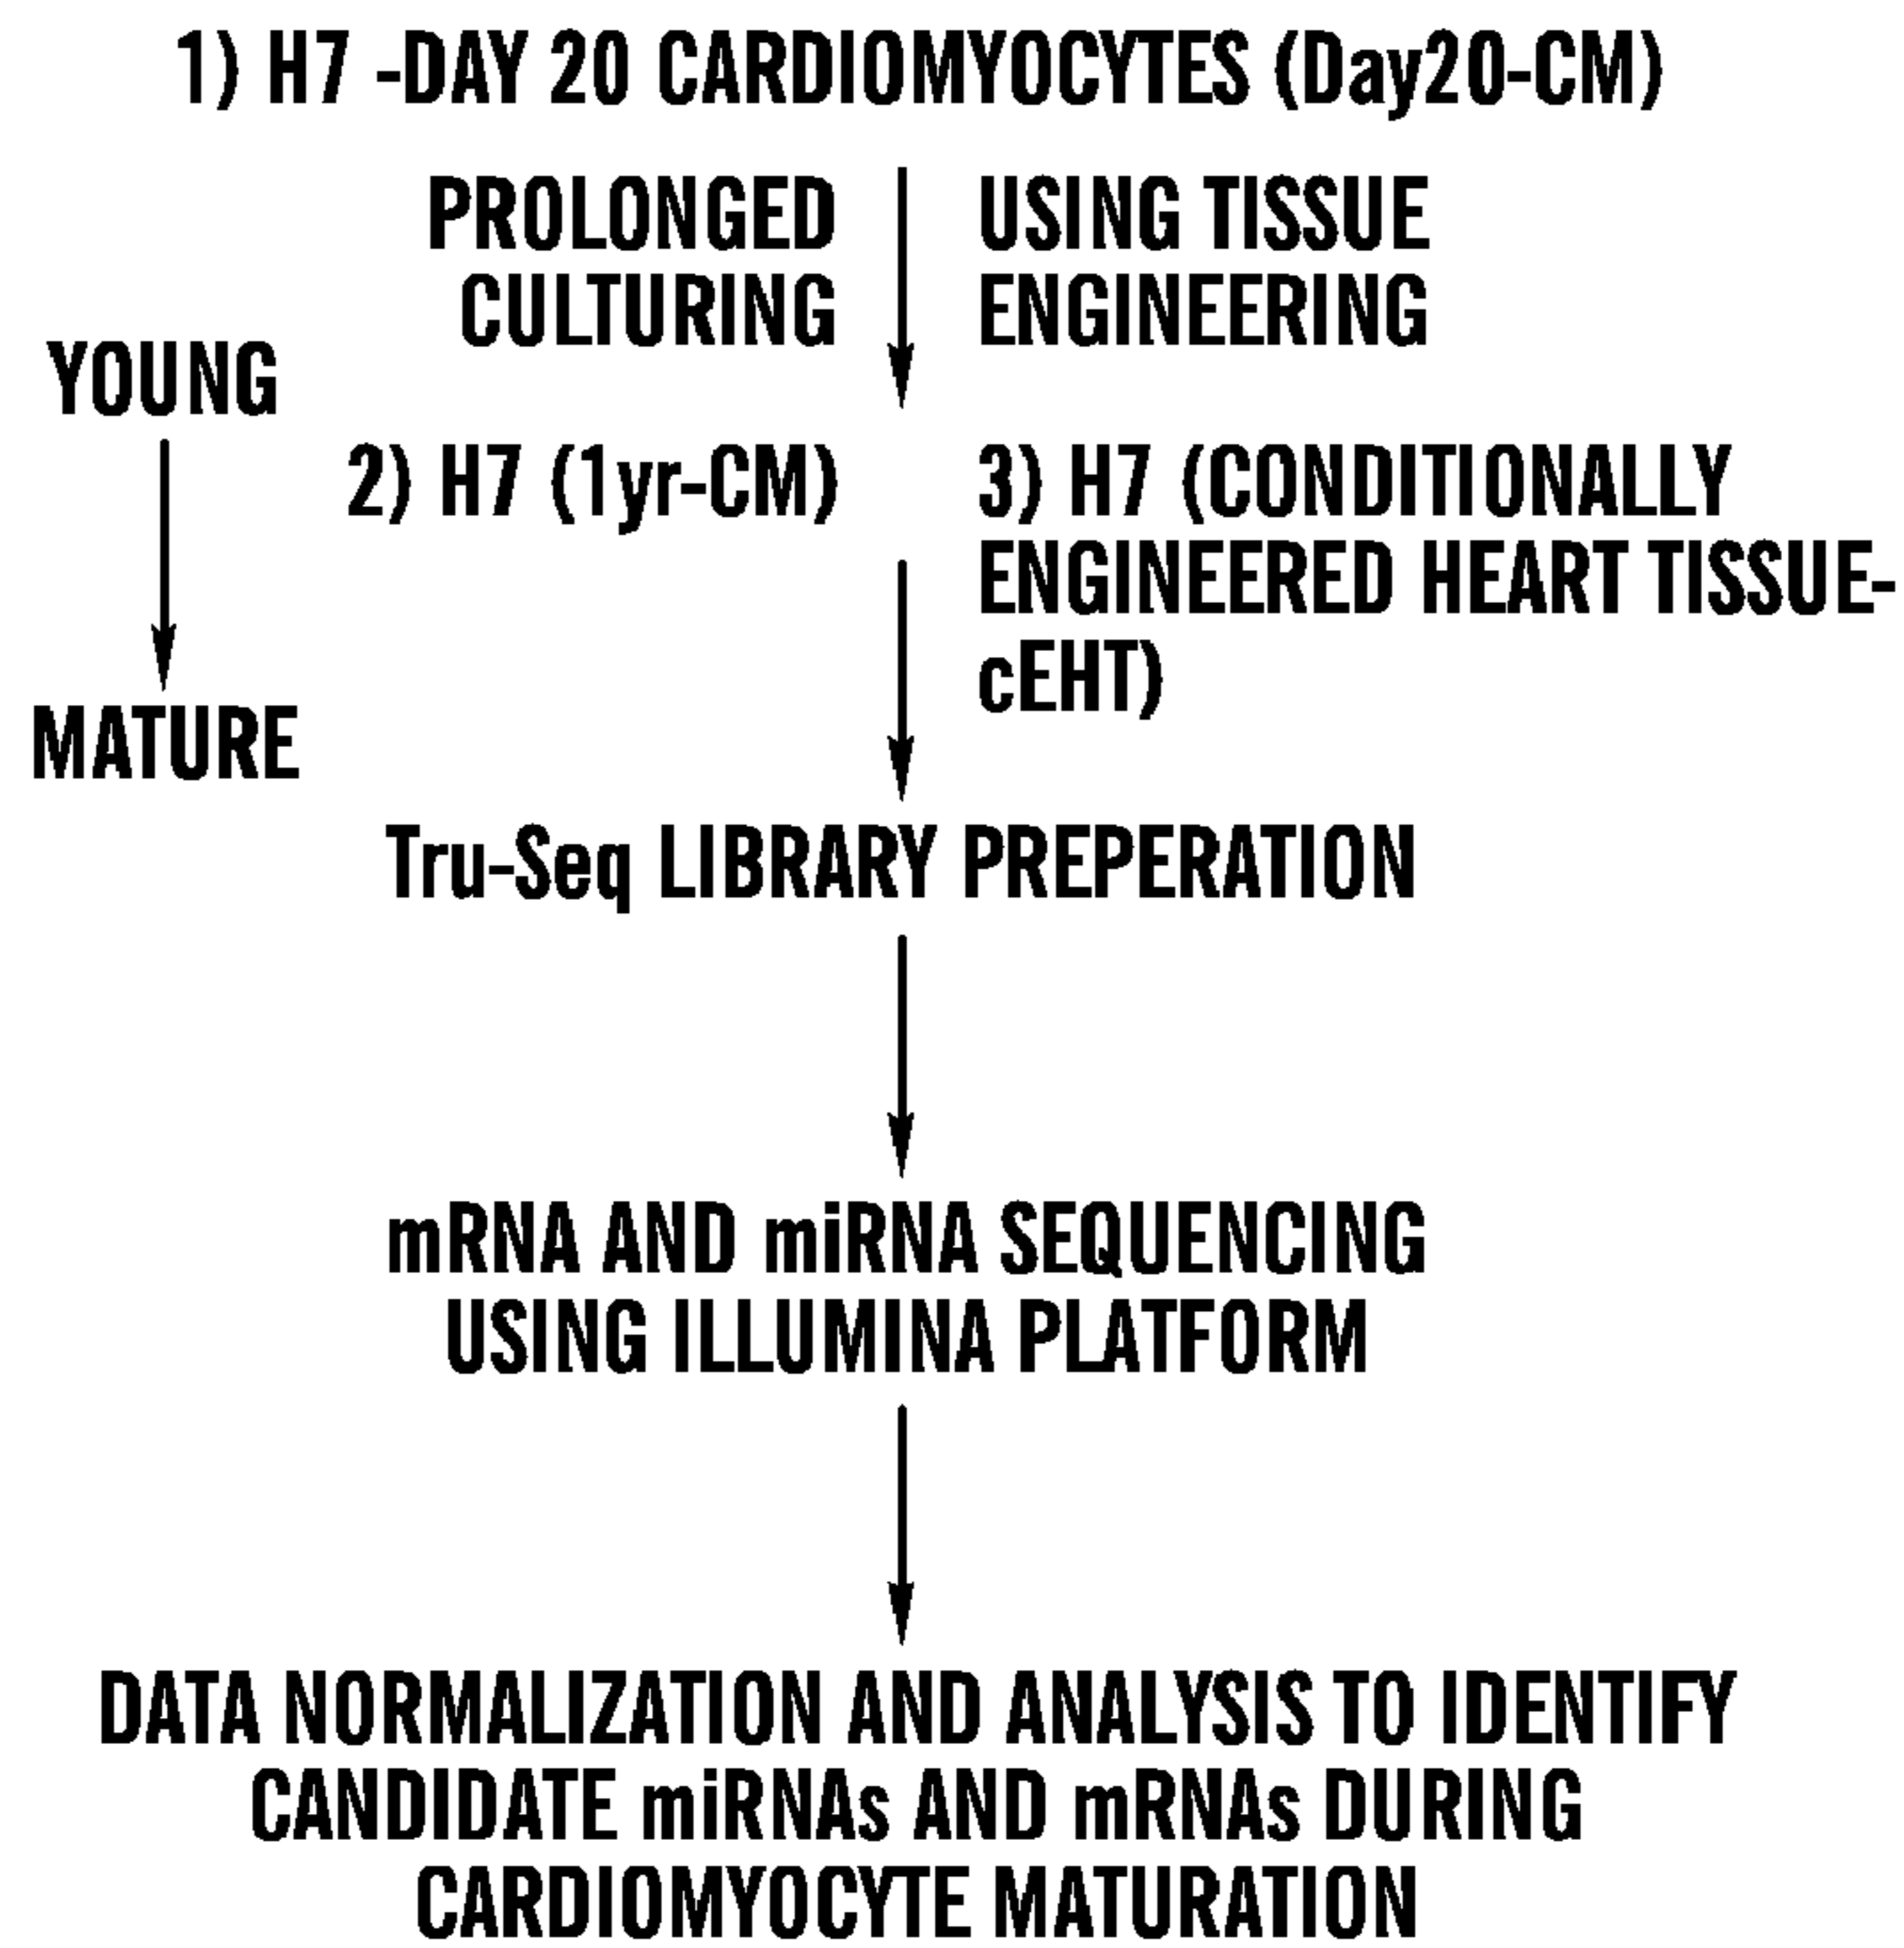 1) H7 -DAY 20 CARDIOMYOCYTES (Day20-CM)
PROLONGED
CULTURING
USING TISSUE
ENGINEERING
YOUNG
MATURE
2) H7 (1yr-CM)
3) H7 (CONDITIONALLY
ENGINEERED HEART TISSUE-
cEHT)
Tru-Seq LIBRARY PREPERATION
mRNA AND miRNA SEQUENCING
USING ILLUMINA PLATFORM
DATA NORMALIZATION AND ANALYSIS TO IDENTIFY
CANDIDATE miRNAs AND mRNAs DURING
CARDIOMYOCYTE MATURATION